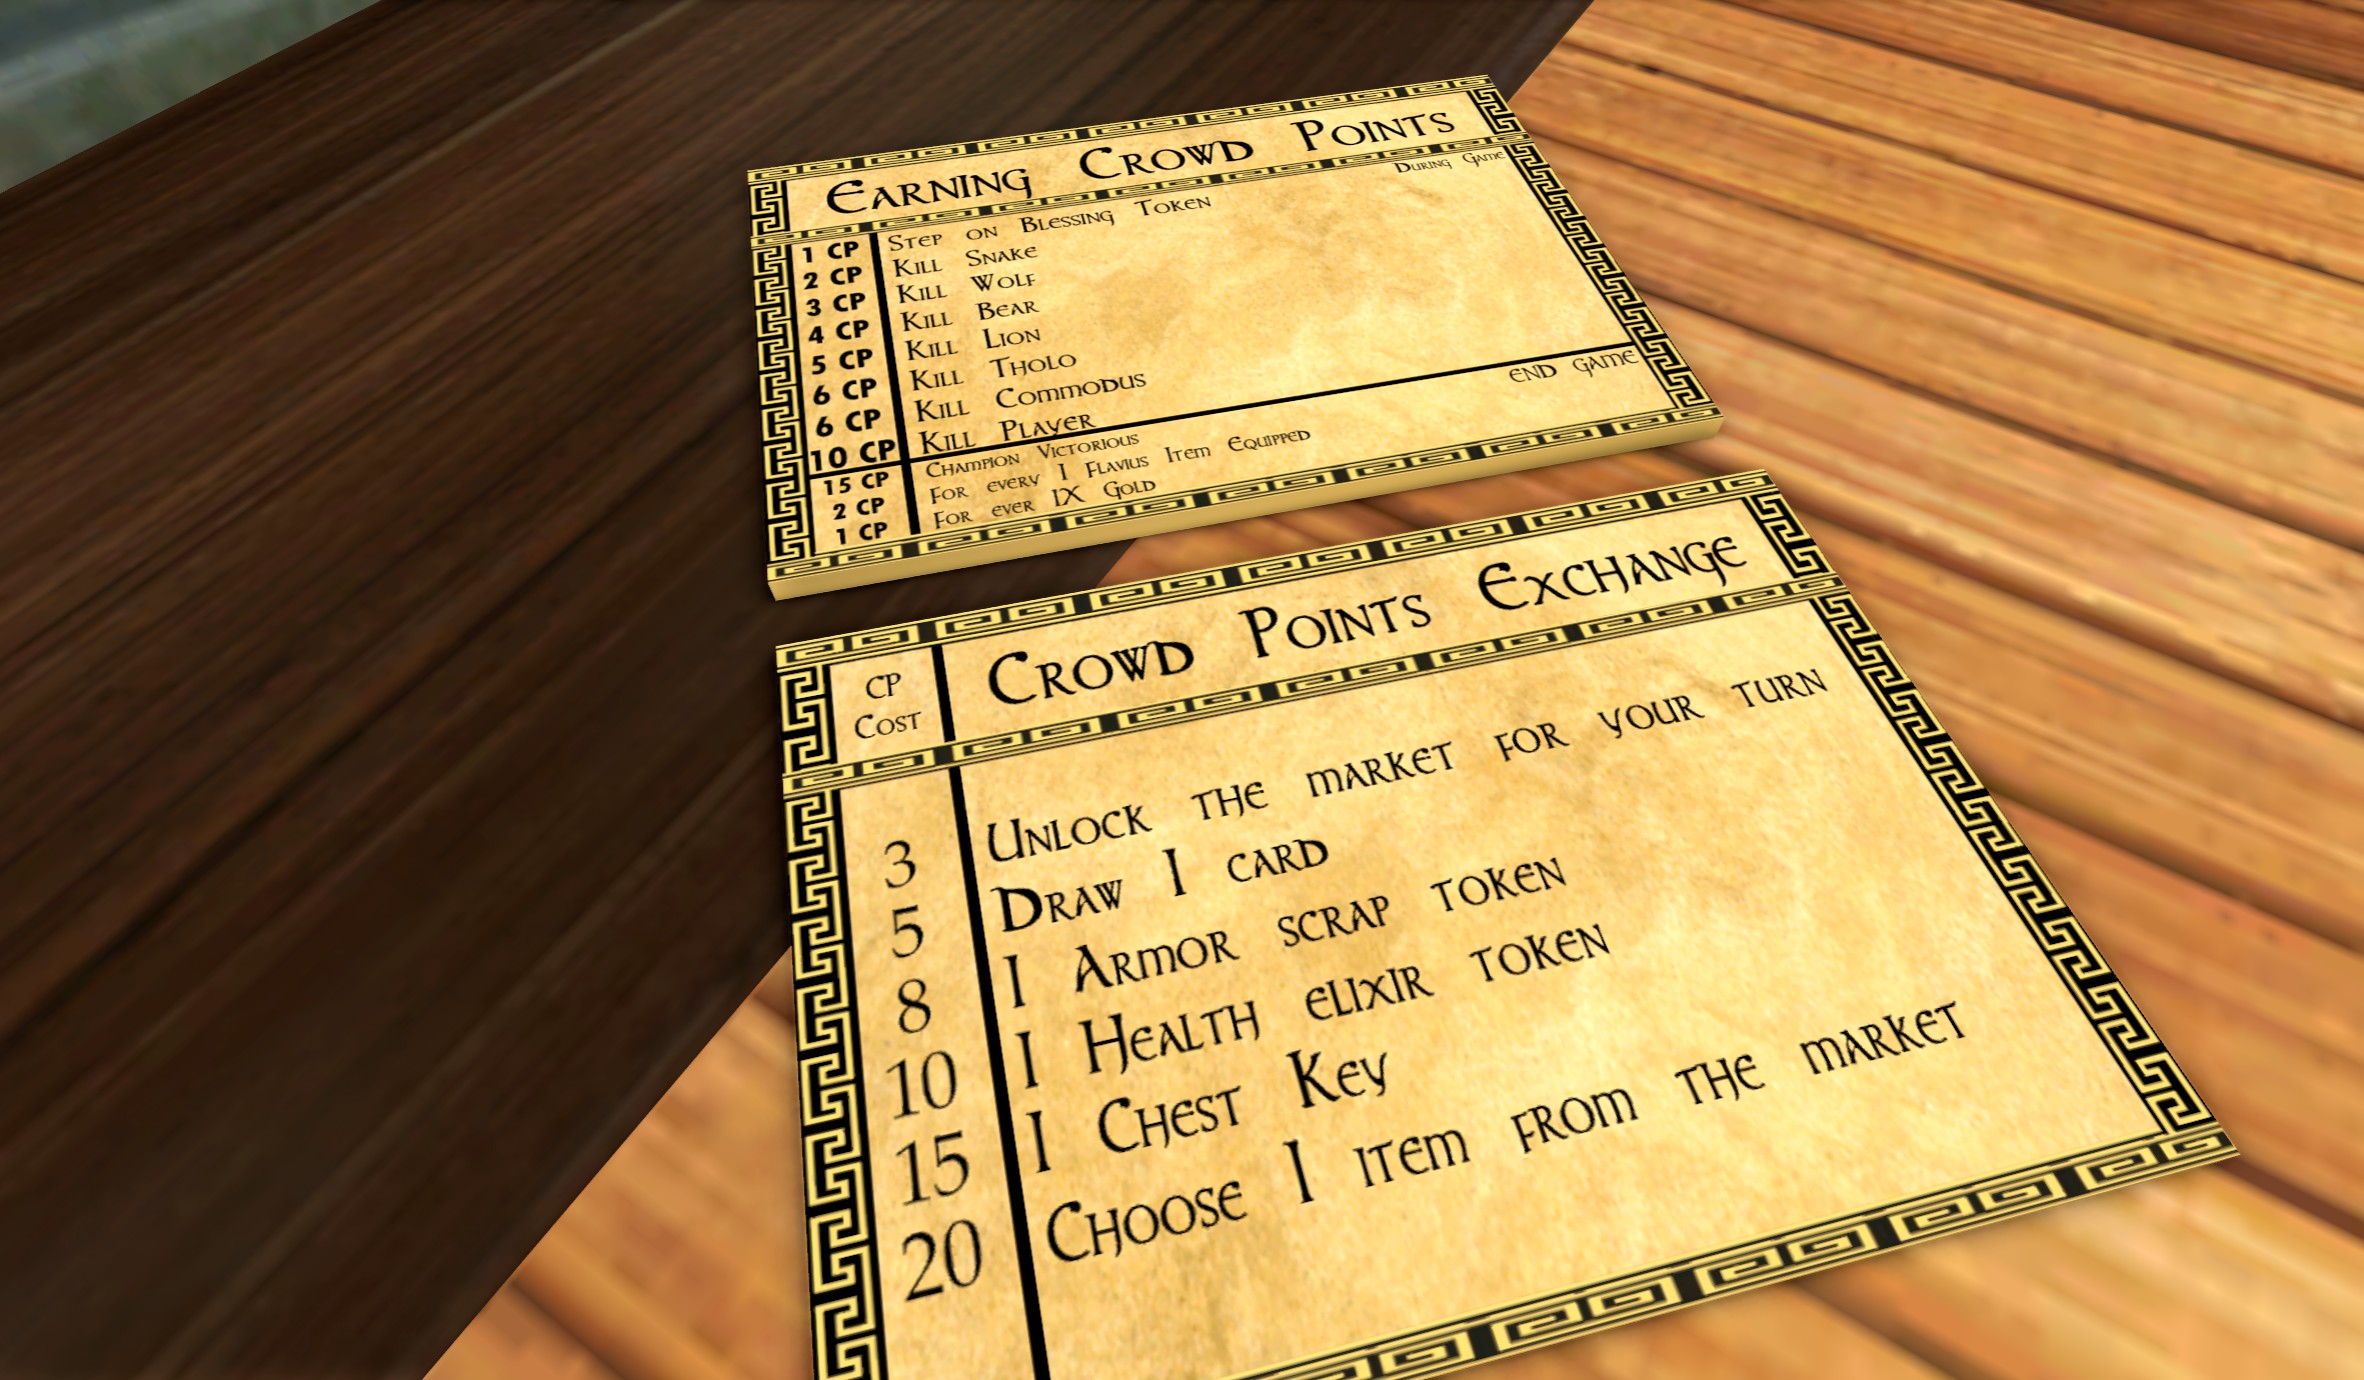 Earning Crowd Points
During Game
1 CP Step on Blessing Token
2 CP Kill Snake
3 CP Kill Wolf
4 CP Kill Bear
5 CP Kill Lion
6 CP Kill Tholo
6 CP Kill Commodus
10 CP Kill Player
End Game
15 CP Champion Victorious
2 CP For every I Flavius Item Equipped
1 CP For ever IX Gold
CP Cost
Crowd Points Exchange
3 Unlock the market for your turn
5 Draw I card
8 I Armor scrap token
10 I Health elixir token
15 I Chest Key
20 Choose I item from the market